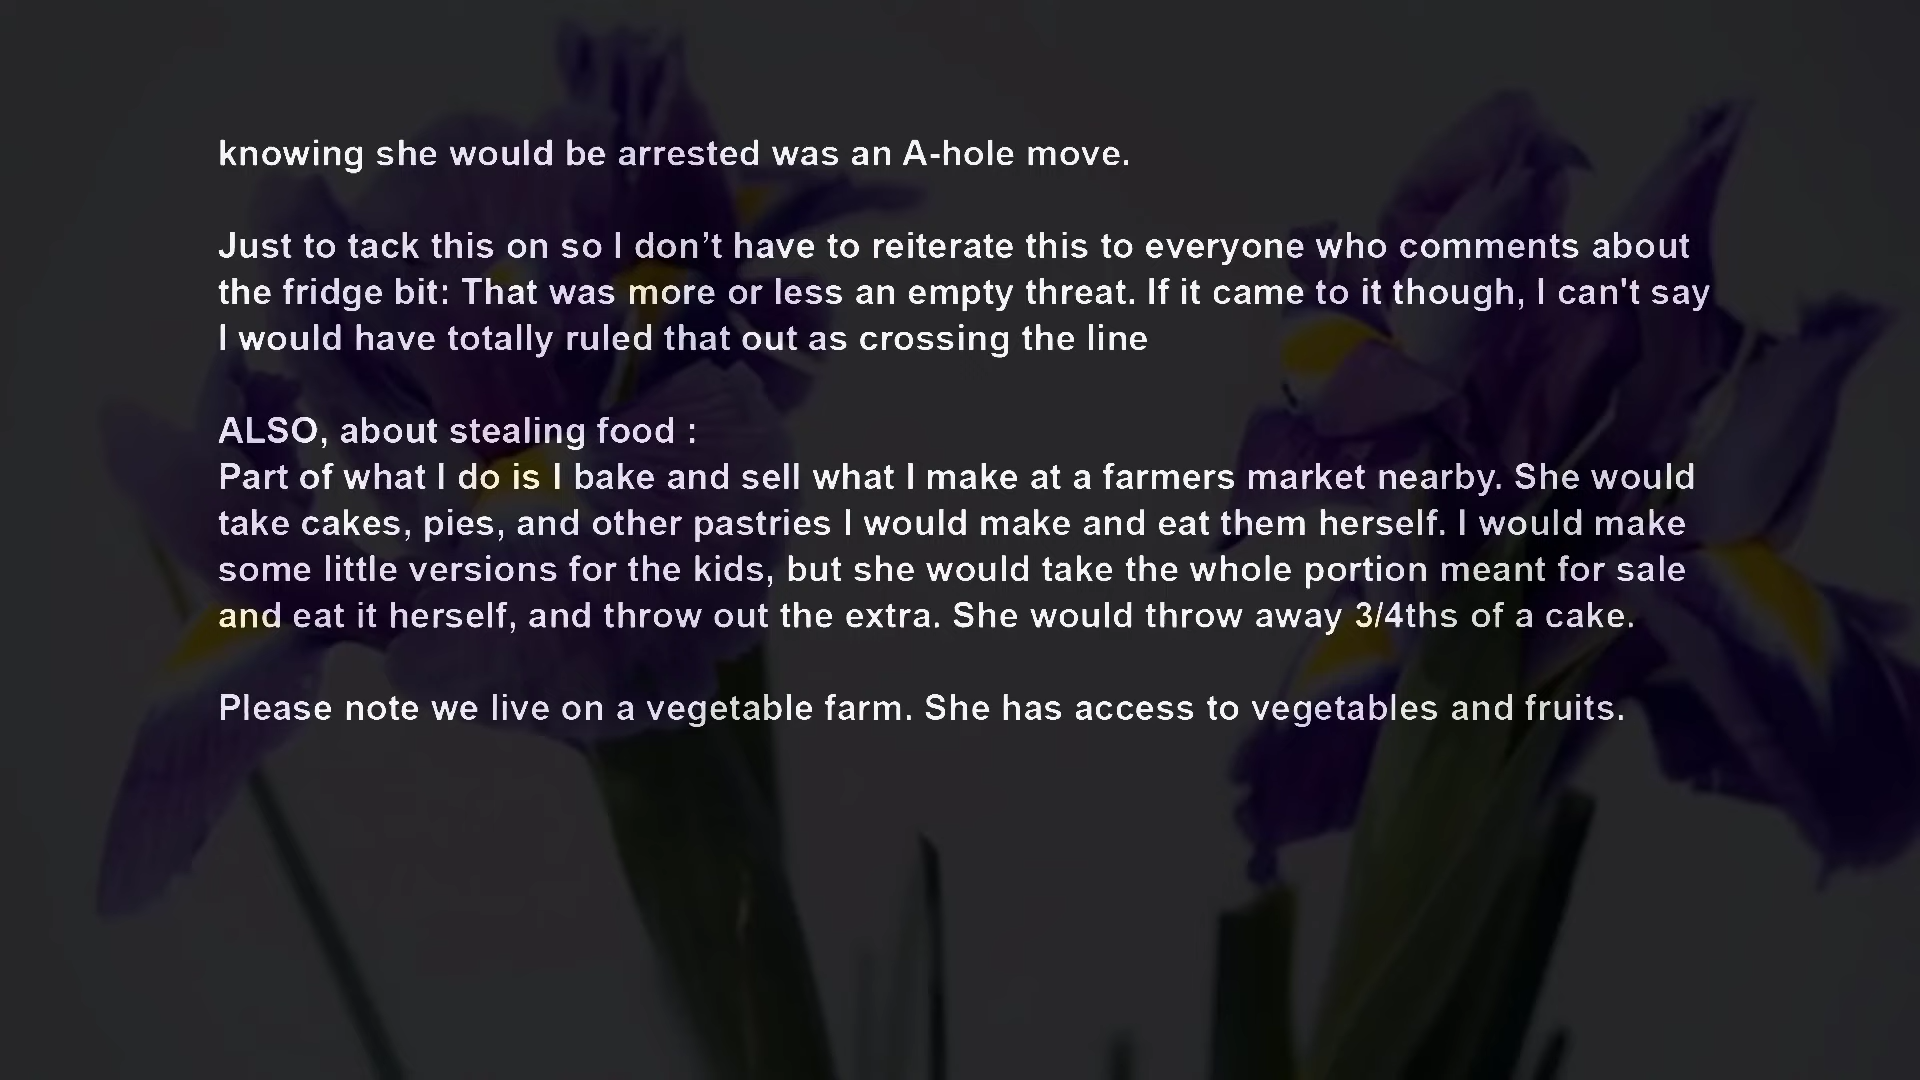 knowing she would be arrested was an A-hole move.
Just to tack this on so I don’t have to reiterate this to everyone who comments about
the fridge bit: That was more or less an empty threat. If it came to it though, I can't say
I would have totally ruled that out as crossing the line
ALSO, about stealing food :
Part of what I do is I bake and sell what I make at a farmers market nearby. She would
take cakes, pies, and other pastries I would make and eat them herself. I would make
some little versions for the kids, but she would take the whole portion meant for sale
and eat it herself, and throw out the extra. She would throw away 3/4ths of a cake.
Please note we live on a vegetable farm. She has access to vegetables and fruits.